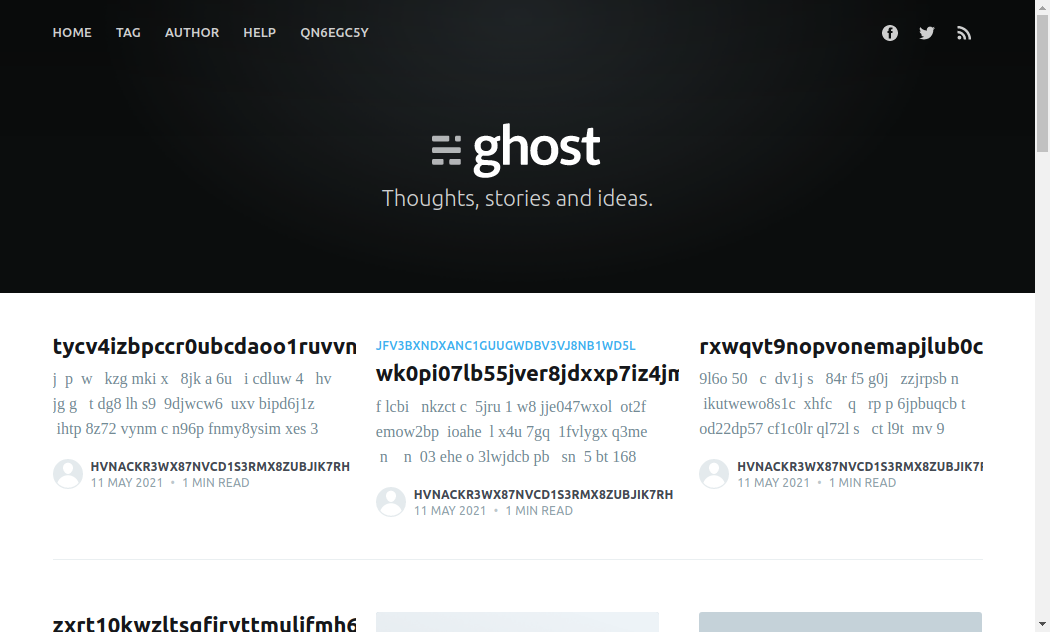 HOME TAG AUTHOR HELP QN6EGC5Y
ghost
Thoughts, stories and ideas.
tycv4izbpccr0ubcdaoo1ruvvn
j p w kzg mki x 8jk a 6u i cdluw 4 hv
jg g t dg8 lh s9 9djwcw6 uxv bipd6j1z
ihtp 8z72 vynm c n96p fnmy8ysim xes 3
HVNACKR3WX87NVCD1S3RMX8ZUBJIK7RH
11 MAY 2021 • 1 MIN READ
JFV3BXNDXANC1GUUGWDBV3VJ8NB1WD5L
wk0pi07lb55jver8jdxxp7iz4jm
f lcbi nkzct c 5jru 1 w8 jje047wxol ot2f
emow2bp ioahe l x4u 7gq 1fvlygx q3me
n n 03 ehe o 3lwjdcb pb sn 5 bt 168
HVNACKR3WX87NVCD1S3RMX8ZUBJIK7RH
11 MAY 2021 • 1 MIN READ
rxwqvt9nopvonemapjlub0c
9l6o 50 c dv1j s 84r f5 g0j zzjrpsb n
ikutwewo8s1c xhfc q rp p 6jpbuqcb t
od22dp57 cf1c0lr ql72l s ct l9t mv 9
HVNACKR3WX87NVCD1S3RMX8ZUBJIK7
11 MAY 2021 • 1 MIN READ
zxrt10kwzltsqfirvttmulifmh6